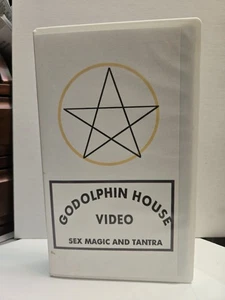 GODOLPHIN HOUSE
VIDEO
SEX MAGIC AND TANTRA